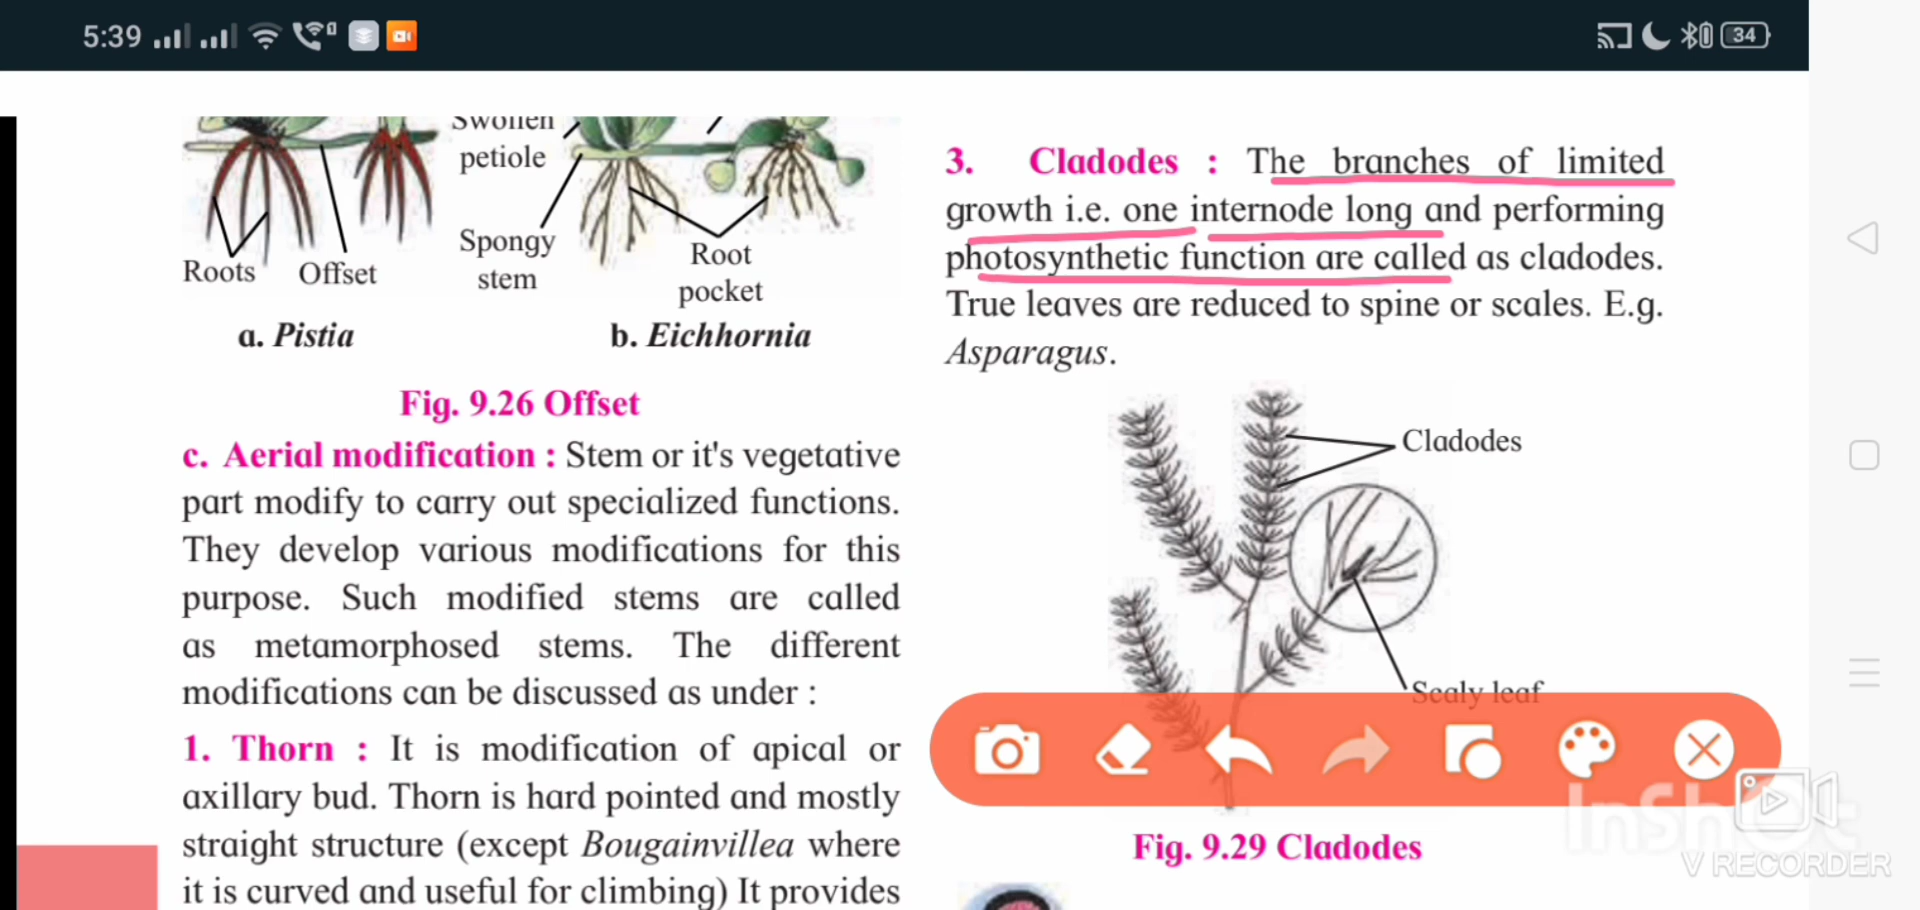 5:39
34
Swollen
petiole
Spongy
stem
Roots
Offset
Root
pocket
a. Pistia
b. Eichhornia
Fig. 9.26 Offset
c. Aerial modification : Stem or it's vegetative
part modify to carry out specialized functions.
They develop various modifications for this
purpose. Such modified stems are called
as metamorphosed stems. The different
modifications can be discussed as under :
1. Thorn : It is modification of apical or
axillary bud. Thorn is hard pointed and mostly
straight structure (except Bougainvillea where
it is curved and useful for climbing) It provides
3. Cladodes : The branches of limited
growth i.e. one internode long and performing
photosynthetic function are called as cladodes.
True leaves are reduced to spine or scales. E.g.
Asparagus.
Cladodes
Scaly leaf
Fig. 9.29 Cladodes
InShot
V RECORDER